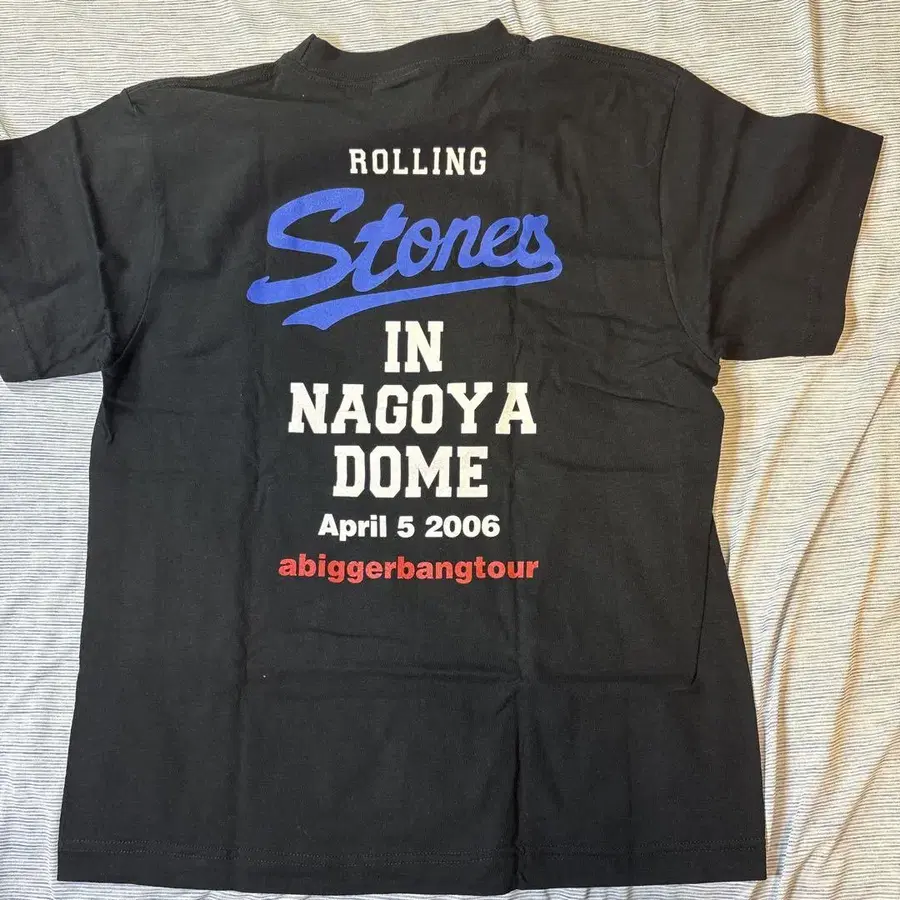 ROLLING
Stones
IN
NAGOYA
DOME
April 5 2006
abiggerbangtour